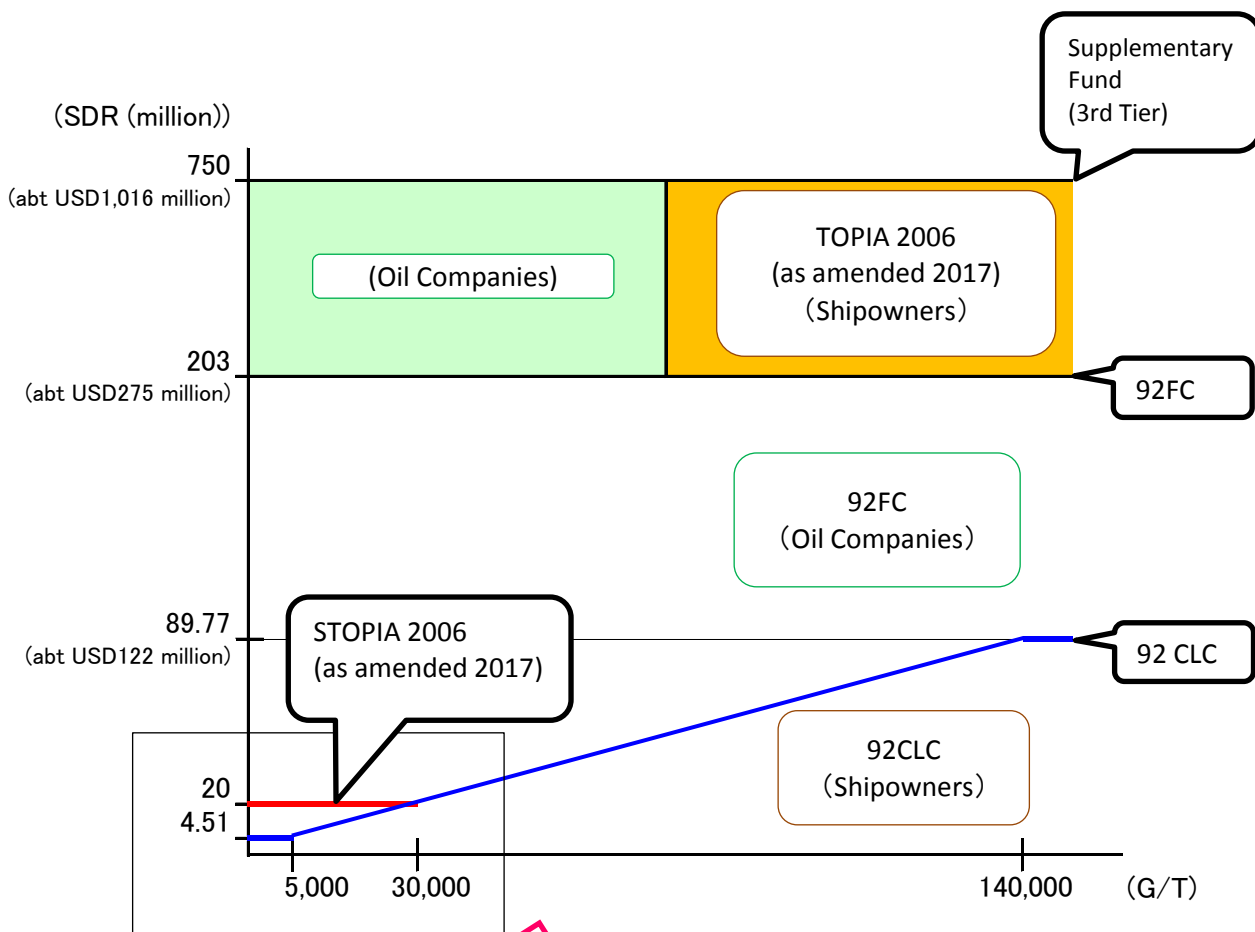 Supplementary
Fund
(3rd Tier)
(SDR (million))
750
(abt USD1,016 million)
TOPIA 2006
(as amended 2017)
（Shipowners）
(Oil Companies)
203
(abt USD275 million)
92FC
92FC
（Oil Companies）
89.77
(abt USD122 million)
STOPIA 2006
(as amended 2017)
92 CLC
92CLC
（Shipowners）
20
4.51
5,000
30,000
140,000
(G/T)